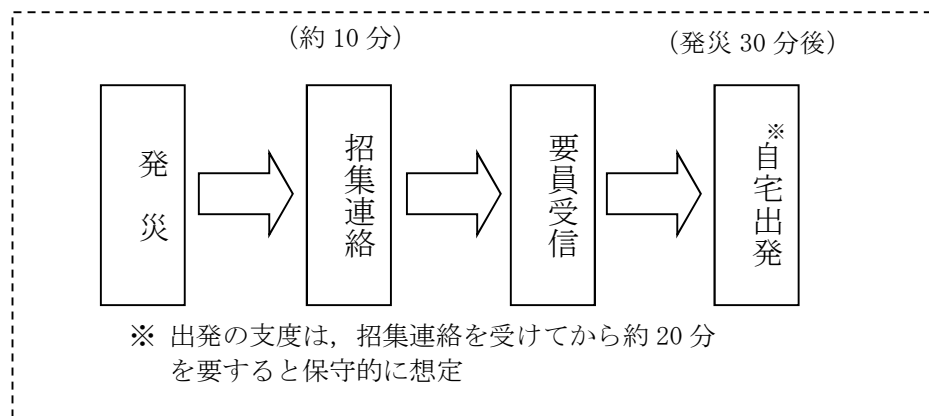 (約 10 分)
(発災 30 分後)
発災
招集連絡
要員受信
※自宅出発
※ 出発の支度は，招集連絡を受けてから約 20 分
を要すると保守的に想定